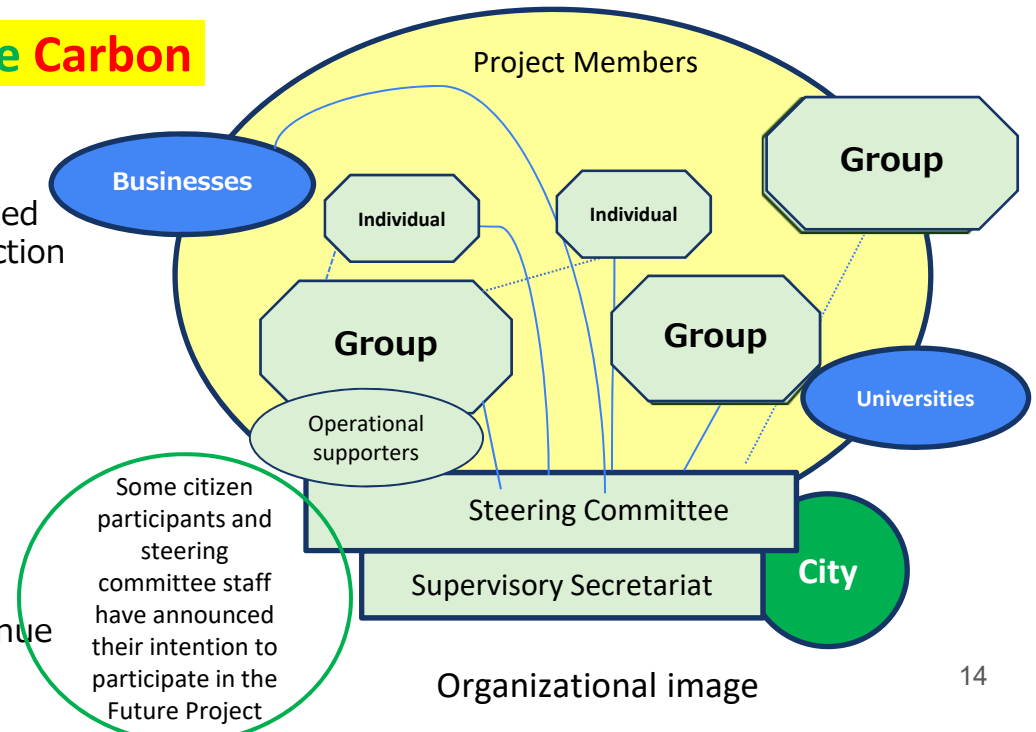 e Carbon
Project Members
Group
Businesses
ed
ction
Individual
Individual
Group
Group
Universities
Operational
supporters
Some citizen
participants and
steering
committee staff
have announced
their intention to
participate in the
Future Project
Steering Committee
Supervisory Secretariat
City
nue
Organizational image
14